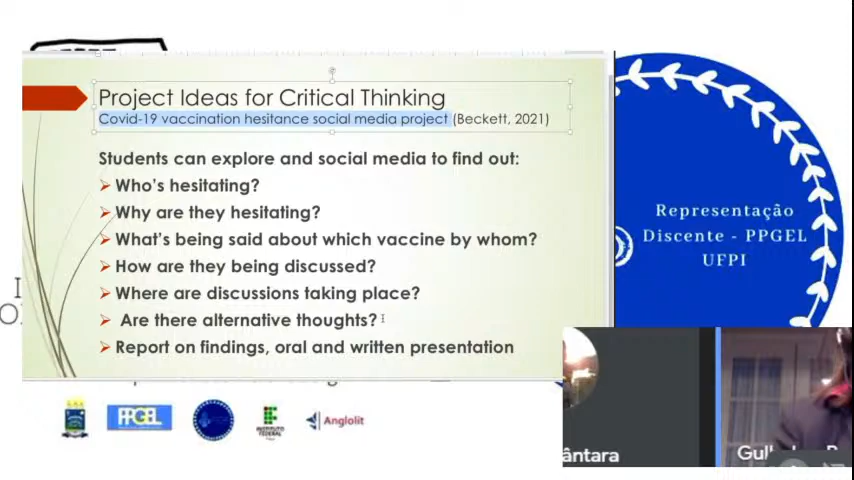 Project Ideas for Critical Thinking
Covid-19 vaccination hesitance social media project (Beckett, 2021)
Students can explore and social media to find out:
Who's hesitating?
Why are they hesitating?
What's being said about which vaccine by whom?
How are they being discussed?
Where are discussions taking place?
Are there alternative thoughts?
Report on findings, oral and written presentation
Representação
Discente - PPGEL
UFPI
ântara
PPGEL
INSTITUTO
FEDERAL
Anglolit